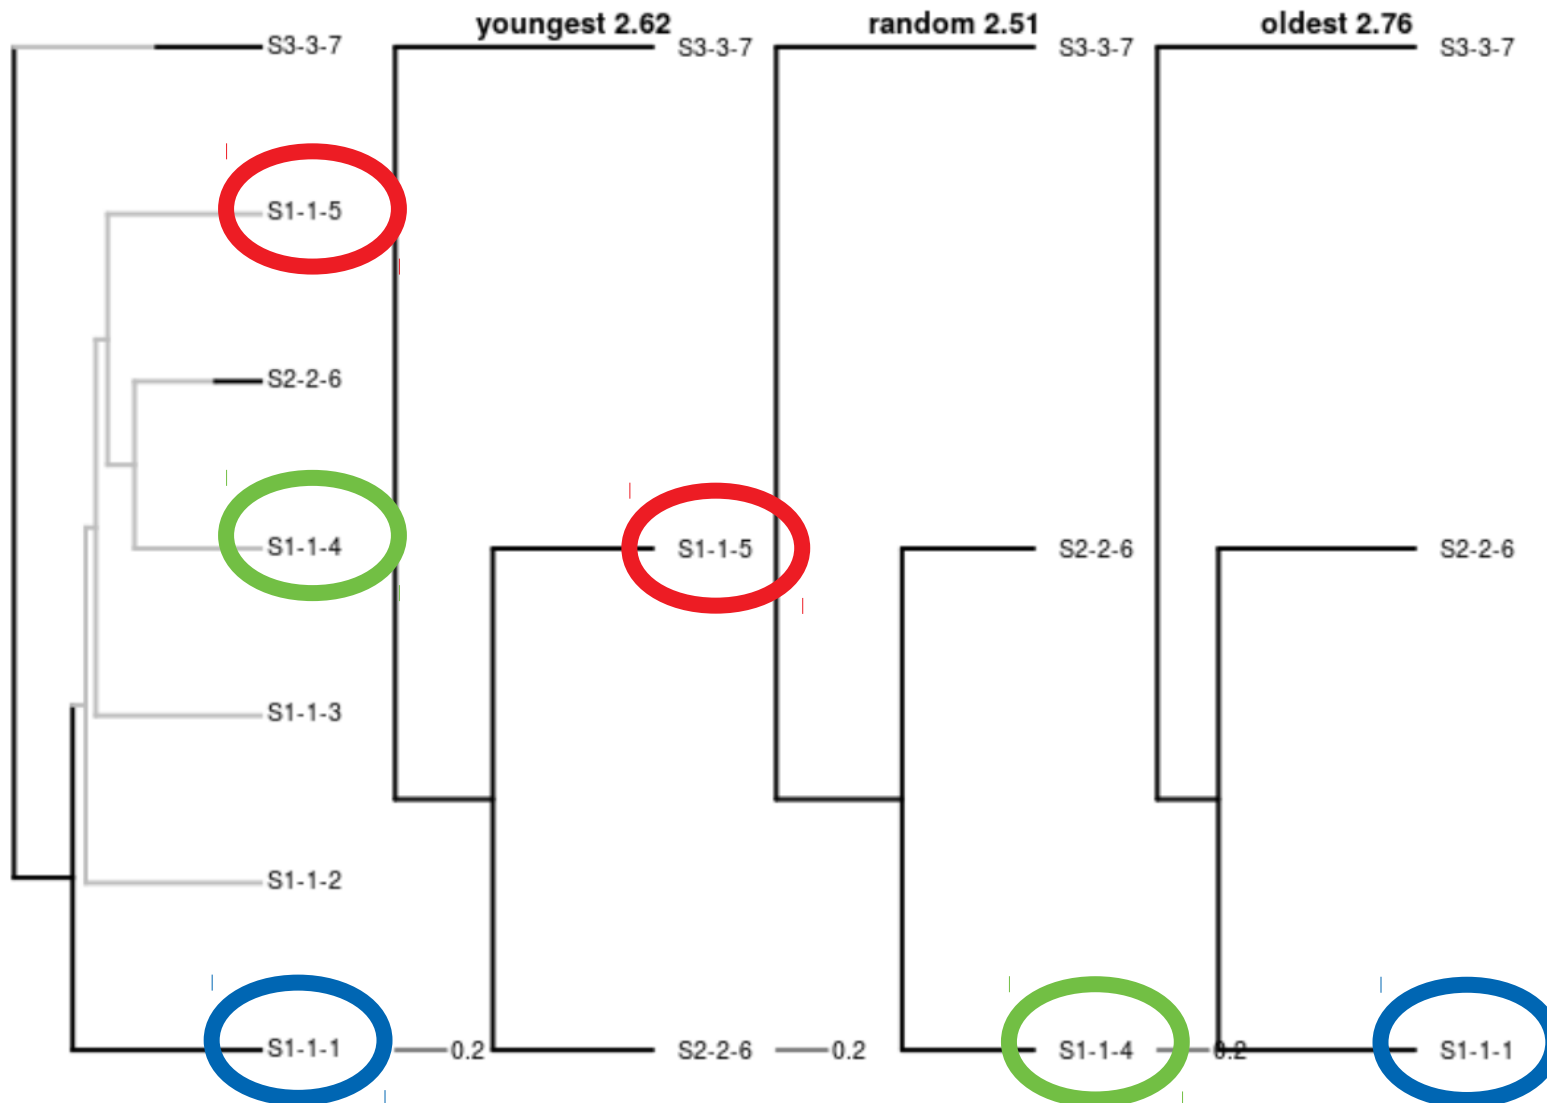 youngest 2.62
random 2.51
oldest 2.76
S3-3-7
S3-3-7
S3-3-7
S3-3-7
S1-1-5
S2-2-6
S1-1-4
S1-1-5
S2-2-6
S2-2-6
S1-1-3
S1-1-2
S1-1-1
0.2
S2-2-6
0.2
S1-1-4
0.2
S1-1-1